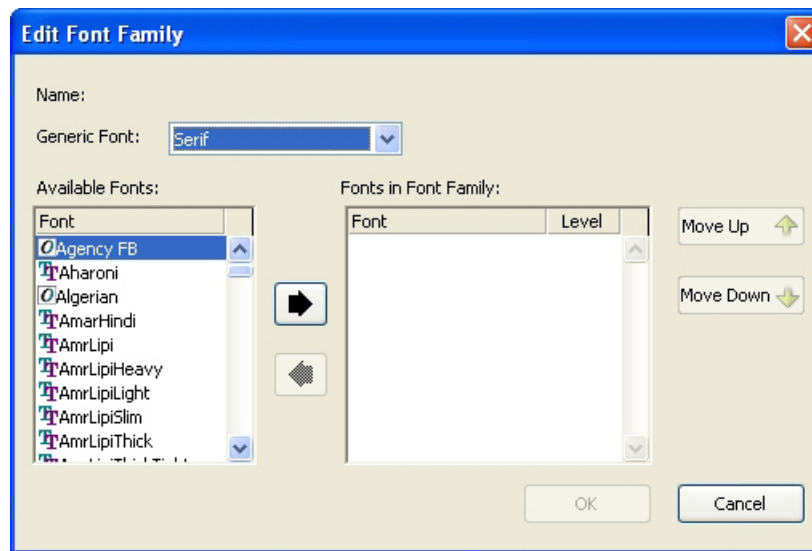 Edit Font Family
Name:
Generic Font: Serif
Available Fonts:
Fonts in Font Family:
Font
Font Level
Agency FB
Aharoni
Algerian
AmarHindi
AmrLipi
AmrLipiHeavy
AmrLipiLight
AmrLipiSlim
AmrLipiThick
Move Up
Move Down
OK
Cancel